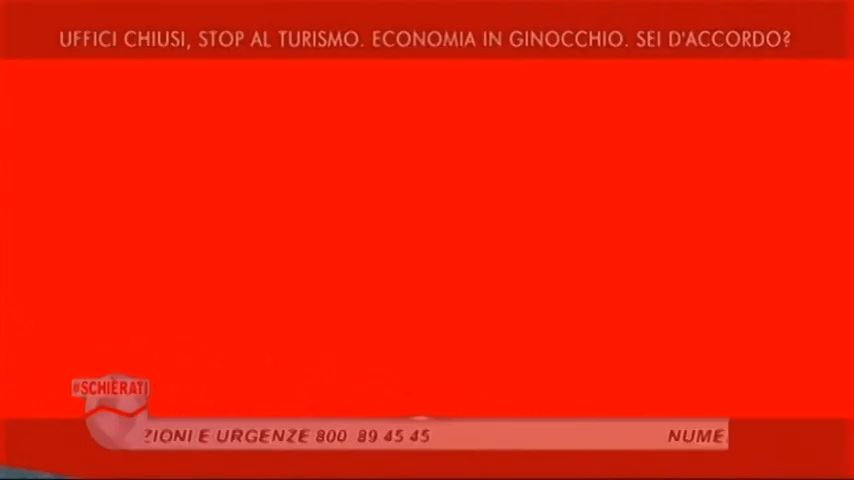 UFFICI CHIUSI, STOP AL TURISMO. ECONOMIA IN GINOCCHIO. SEI D'ACCORDO?
#SCHIERATI
ZIONI E URGENZE 800 89 45 45 NUME